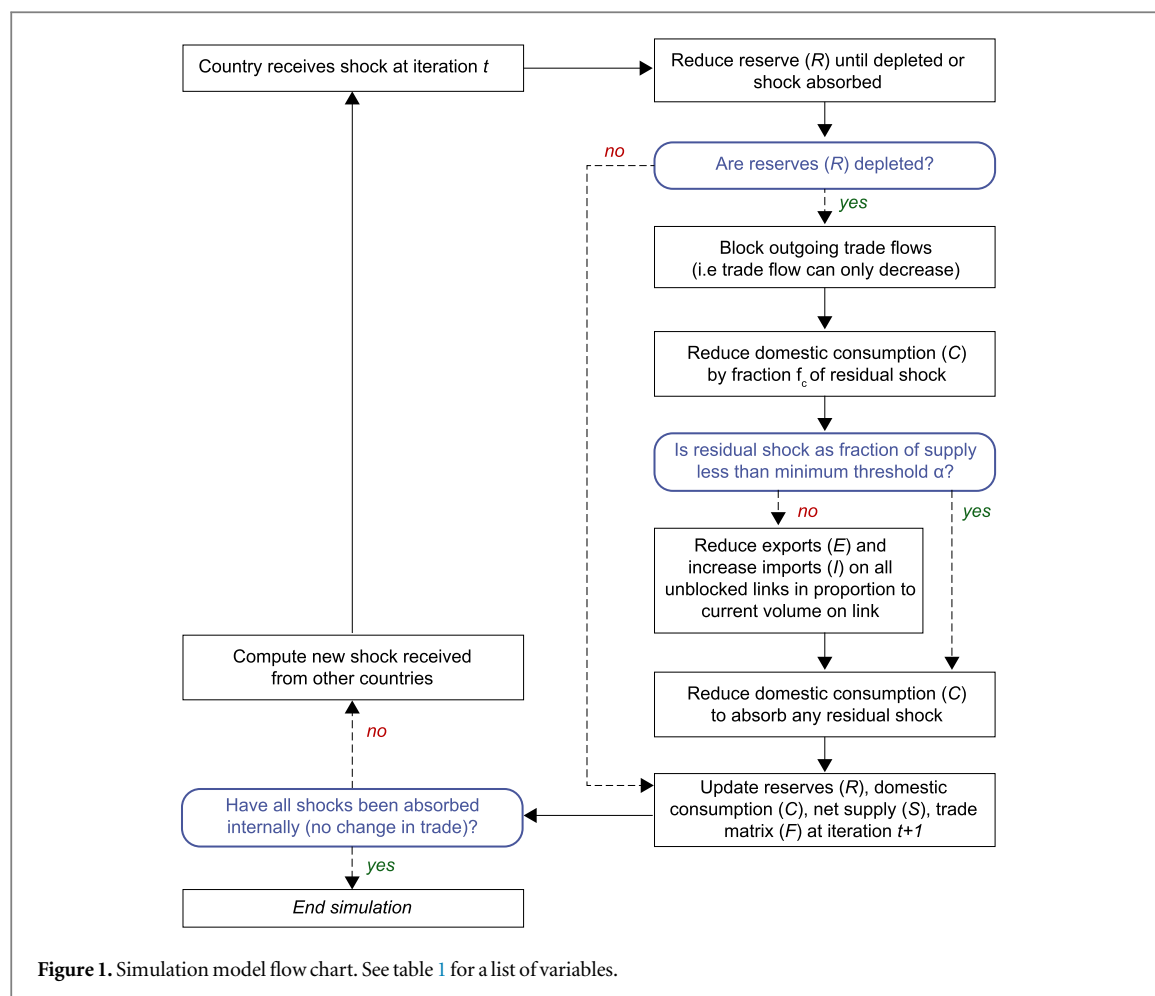 Country receives shock at iteration t
Reduce reserve (R) until depleted or
shock absorbed
Are reserves (R) depleted?
no
yes
Block outgoing trade flows
(i.e trade flow can only decrease)
Reduce domestic consumption (C)
by fraction fc of residual shock
Is residual shock as fraction of supply
less than minimum threshold α?
no
yes
Reduce exports (E) and
increase imports (I) on all
unblocked links in proportion to
current volume on link
Reduce domestic consumption (C)
to absorb any residual shock
Update reserves (R), domestic
consumption (C), net supply (S), trade
matrix (F) at iteration t+1
Have all shocks been absorbed
internally (no change in trade)?
no
Compute new shock received
from other countries
yes
End simulation
Figure 1. Simulation model flow chart. See table 1 for a list of variables.